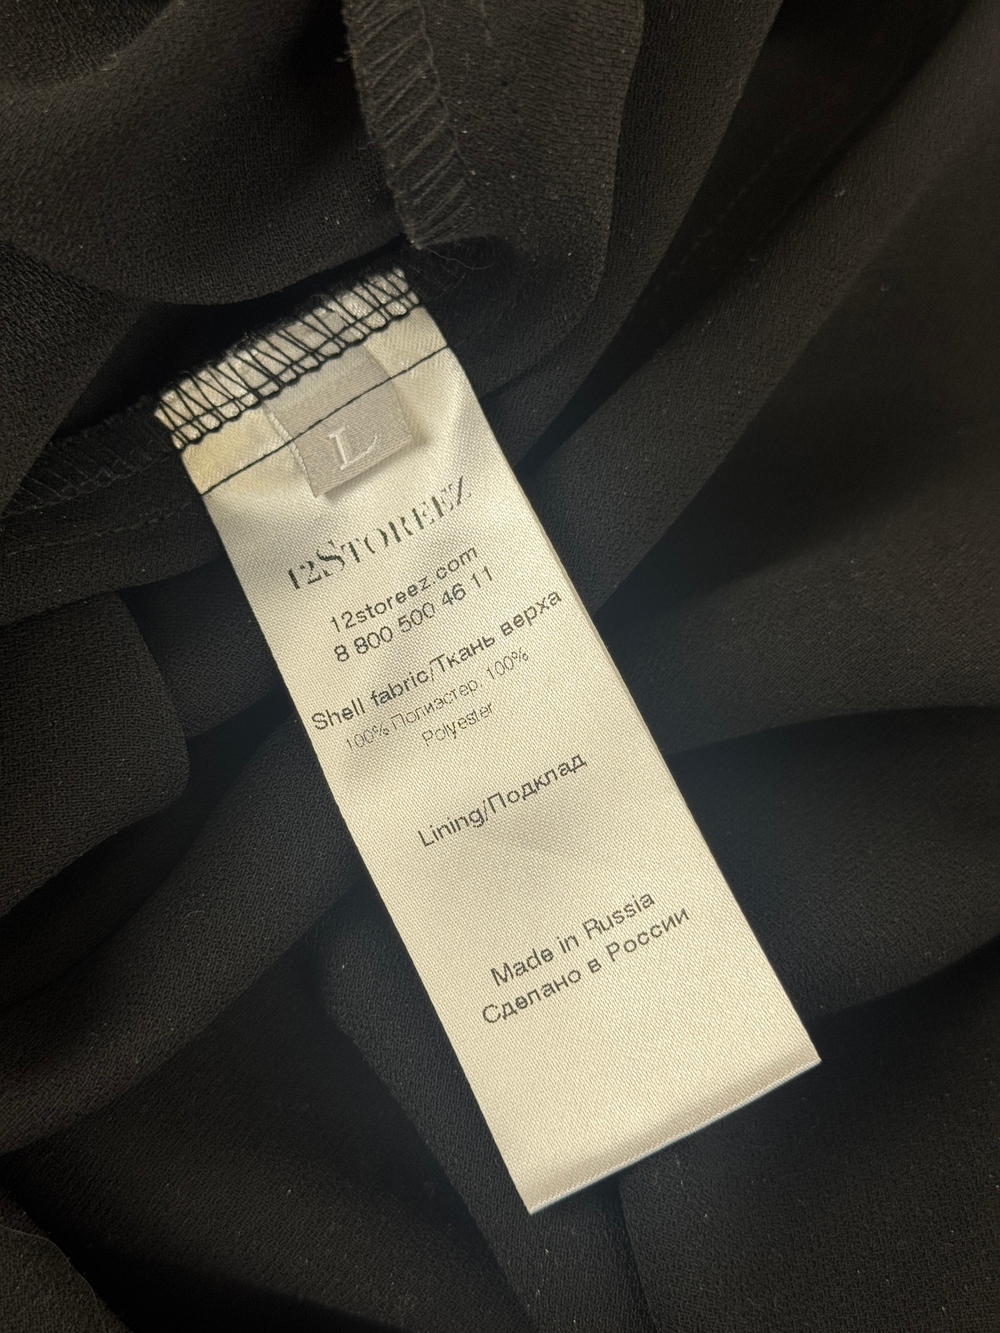 L
12STOREEZ
12storeez.com
8 800 500 46 11
Shell fabric/Ткань верха
100% Полиэстер. 100%
Polyester
Lining/Подклад
Made in Russia
Сделано в России